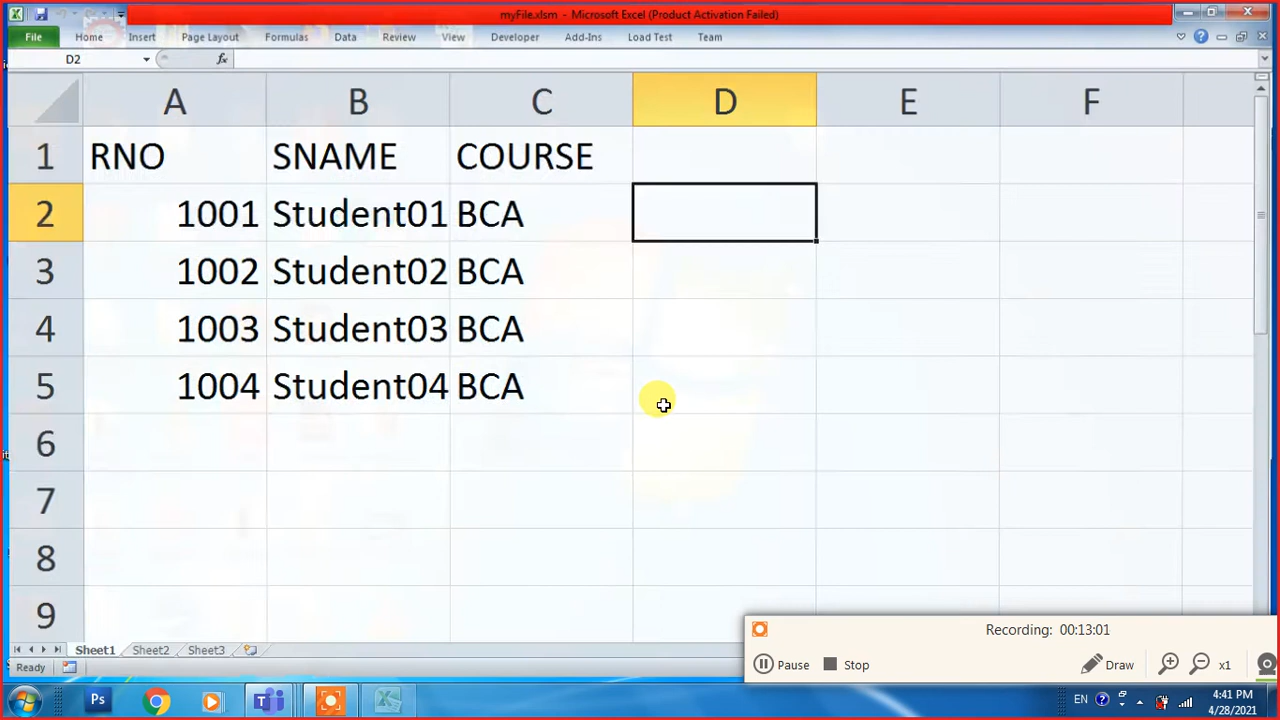 myFile.xlsm - Microsoft Excel (Product Activation Failed)
File Home Insert Page Layout Formulas Data Review View Developer Add-Ins Load Test Team
D2 fx
A B C D E F
1 RNO SNAME COURSE
2 1001 Student01 BCA
3 1002 Student02 BCA
4 1003 Student03 BCA
5 1004 Student04 BCA
6
7
8
9
Recording: 00:13:01
Sheet1 Sheet2 Sheet3
Pause Stop Draw x1
Ready
Ps EN 4:41 PM
4/28/2021